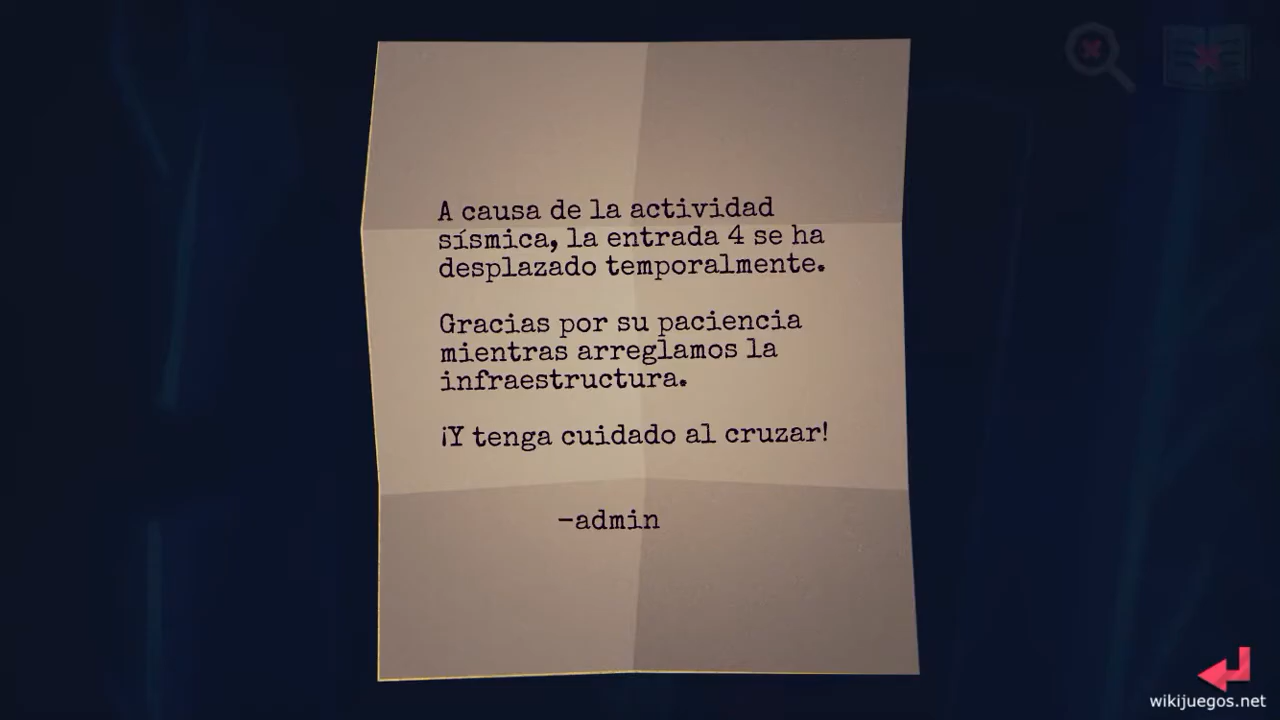 A causa de la actividad
sísmica, la entrada 4 se ha
desplazado temporalmente.
Gracias por su paciencia
mientras arreglamos la
infraestructura.
¡Y tenga cuidado al cruzar!
-admin
wikijuegos.net